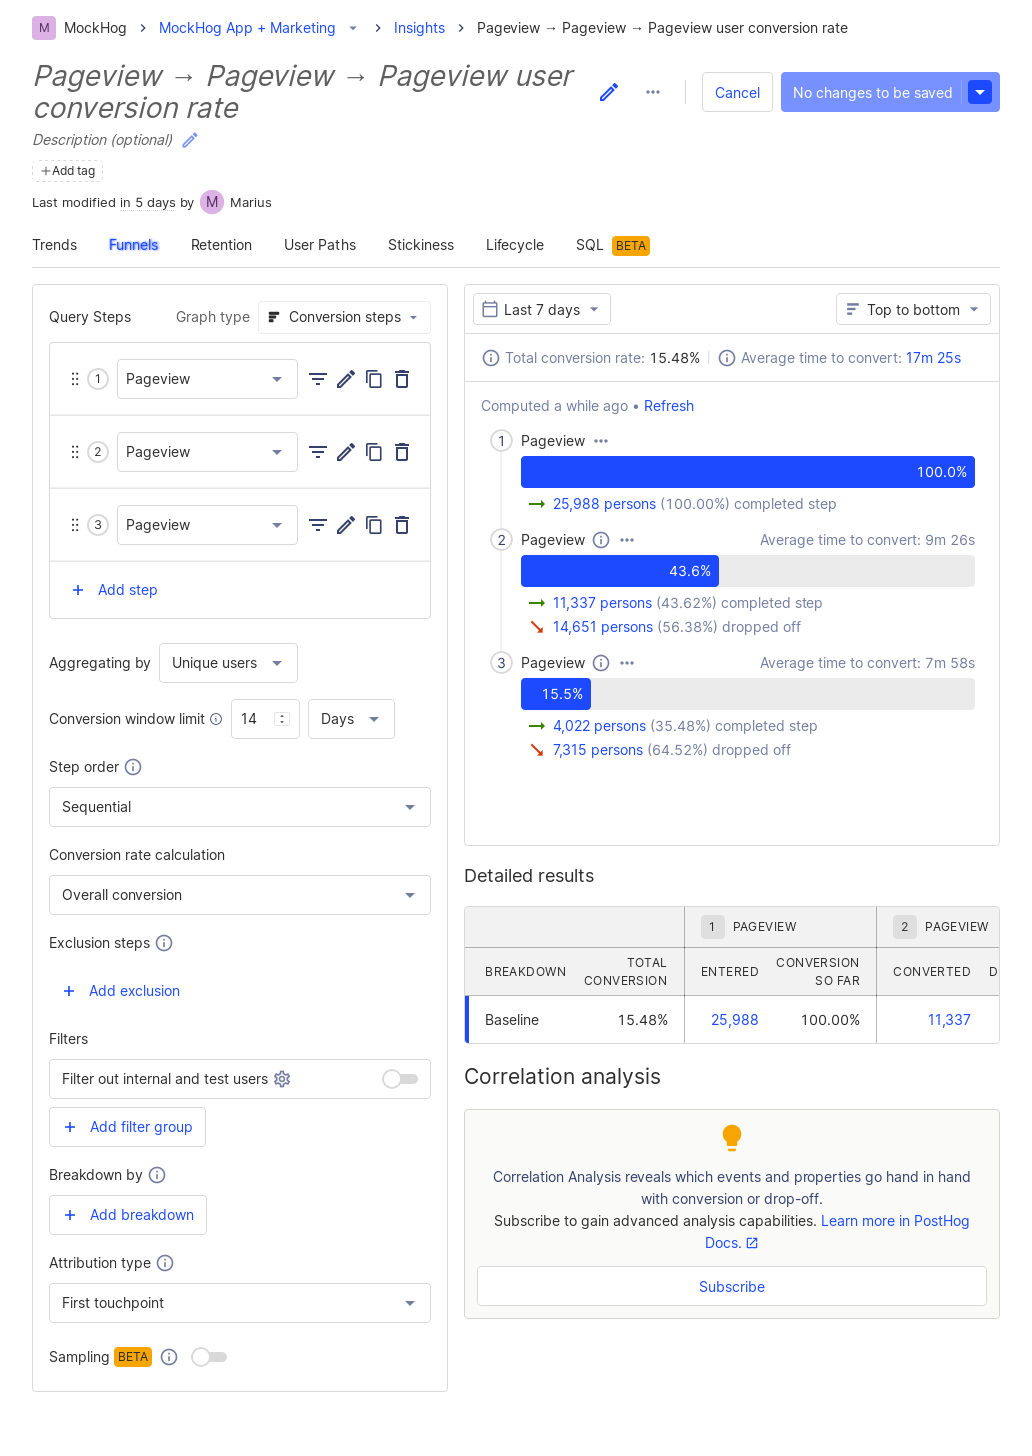 M MockHog MockHog App + Marketing Insights Pageview → Pageview → Pageview user conversion rate
Pageview → Pageview → Pageview user
conversion rate
Cancel No changes to be saved
Description (optional)
Add tag
Last modified in 5 days by M Marius
Trends Funnels Retention User Paths Stickiness Lifecycle SQL BETA
Query Steps Graph type Conversion steps
1 Pageview
2 Pageview
3 Pageview
Add step
Aggregating by Unique users
Conversion window limit 14 Days
Step order
Sequential
Conversion rate calculation
Overall conversion
Exclusion steps
Add exclusion
Filters
Filter out internal and test users
Add filter group
Breakdown by
Add breakdown
Attribution type
First touchpoint
Sampling BETA
Last 7 days Top to bottom
Total conversion rate: 15.48% Average time to convert: 17m 25s
Computed a while ago • Refresh
1 Pageview
100.0%
25,988 persons (100.00%) completed step
2 Pageview Average time to convert: 9m 26s
43.6%
11,337 persons (43.62%) completed step
14,651 persons (56.38%) dropped off
3 Pageview Average time to convert: 7m 58s
15.5%
4,022 persons (35.48%) completed step
7,315 persons (64.52%) dropped off
Detailed results
1 PAGEVIEW 2 PAGEVIEW
BREAKDOWN TOTAL CONVERSION ENTERED CONVERSION SO FAR CONVERTED D
Baseline 15.48% 25,988 100.00% 11,337
Correlation analysis
Correlation Analysis reveals which events and properties go hand in hand
with conversion or drop-off.
Subscribe to gain advanced analysis capabilities. Learn more in PostHog
Docs.
Subscribe